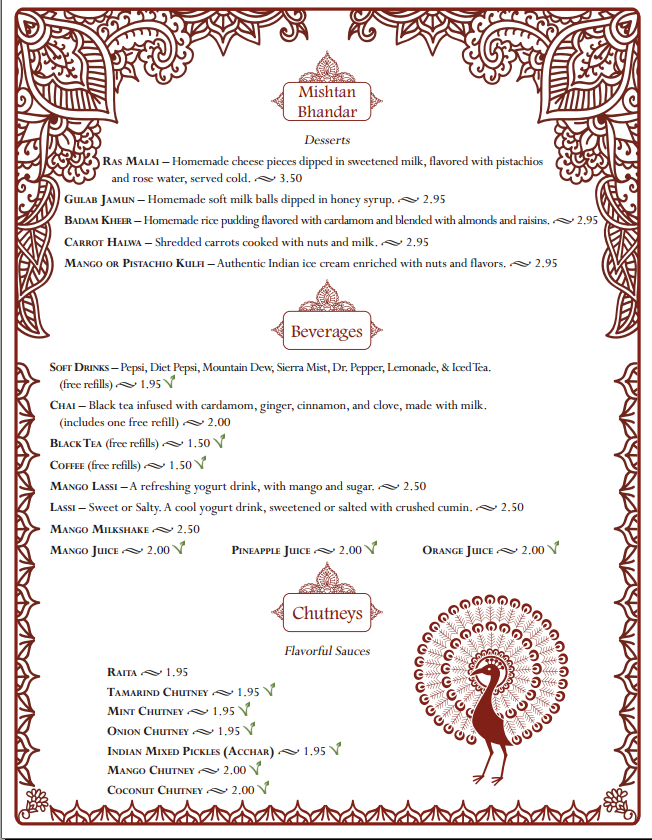 Mishtan
Bhandar
Desserts
Ras Malai – Homemade cheese pieces dipped in sweetened milk, flavored with pistachios
and rose water, served cold. 3.50
Gulab Jamun – Homemade soft milk balls dipped in honey syrup. 2.95
Badam Kheer – Homemade rice pudding flavored with cardamom and blended with almonds and raisins. 2.95
Carrot Halwa – Shredded carrots cooked with nuts and milk. 2.95
Mango or Pistachio Kulfi – Authentic Indian ice cream enriched with nuts and flavors. 2.95
Beverages
Soft Drinks – Pepsi, Diet Pepsi, Mountain Dew, Sierra Mist, Dr. Pepper, Lemonade, & Iced Tea.
(free refills) 1.95
Chai – Black tea infused with cardamom, ginger, cinnamon, and clove, made with milk.
(includes one free refill) 2.00
Black Tea (free refills) 1.50
Coffee (free refills) 1.50
Mango Lassi – A refreshing yogurt drink, with mango and sugar. 2.50
Lassi – Sweet or Salty. A cool yogurt drink, sweetened or salted with crushed cumin. 2.50
Mango Milkshake 2.50
Mango Juice 2.00 Pineapple Juice 2.00 Orange Juice 2.00
Chutneys
Flavorful Sauces
Raita 1.95
Tamarind Chutney 1.95
Mint Chutney 1.95
Onion Chutney 1.95
Indian Mixed Pickles (Acchar) 1.95
Mango Chutney 2.00
Coconut Chutney 2.00